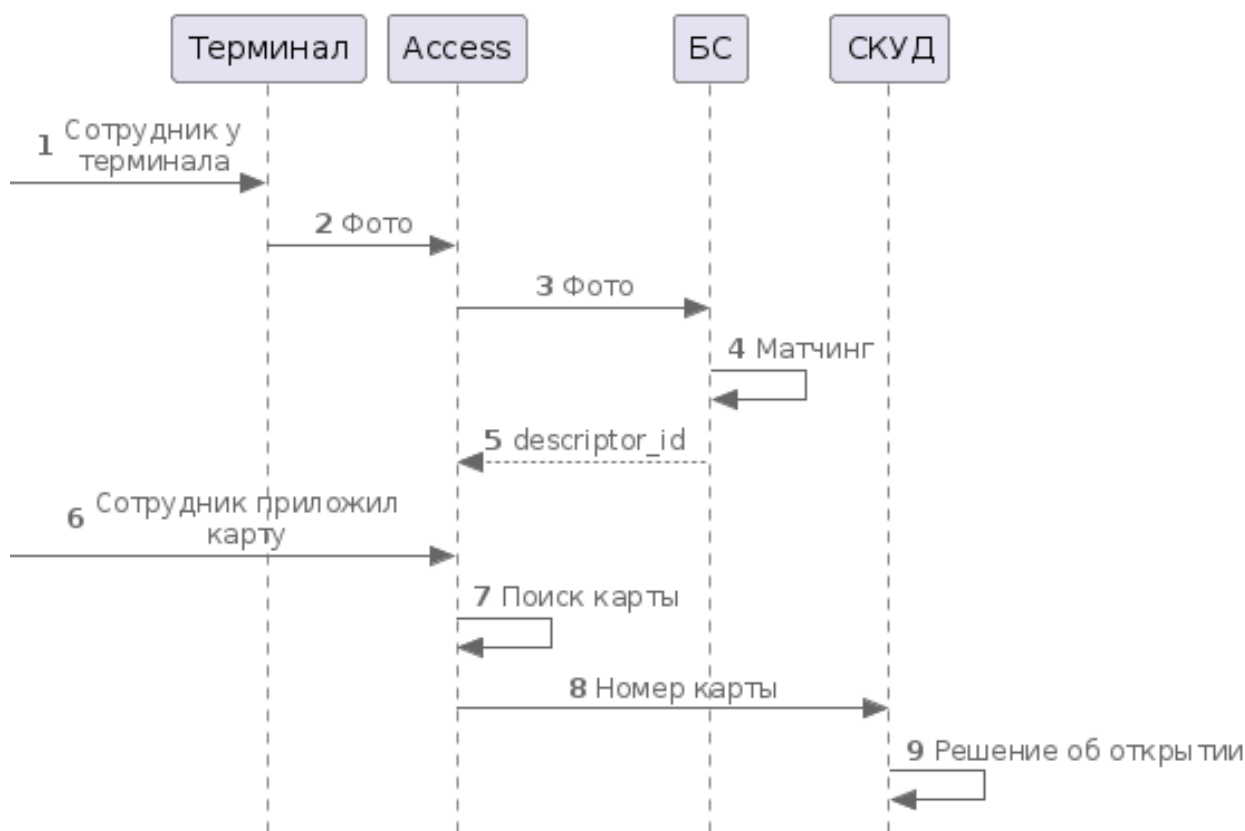 Терминал Access БС СКУД
1 Сотрудник у
терминала
2 Фото
3 Фото
4 Матчинг
5 descriptor_id
6 Сотрудник приложил
карту
7 Поиск карты
8 Номер карты
9 Решение об открытии